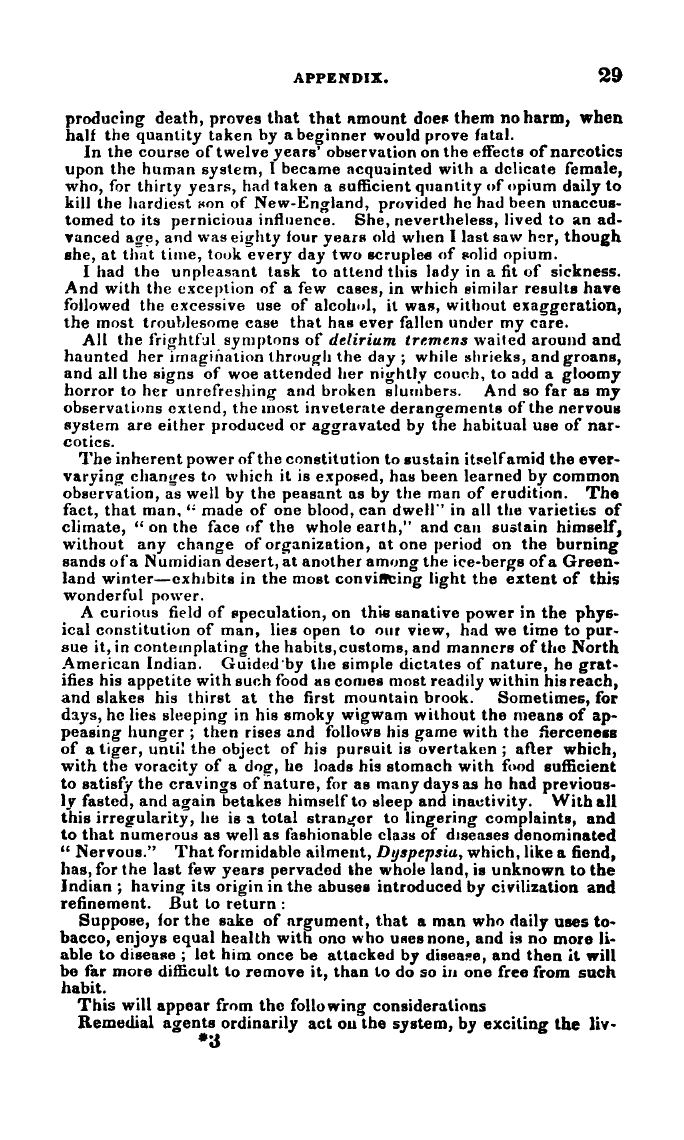 APPENDIX. 29
producing death, proves that that amount does them no harm, when
half the quantity taken by a beginner would prove fatal.
In the course of twelve years' observation on the effects of narcotics
upon the human system, I became acquainted with a delicate female,
who, for thirty years, had taken a sufficient quantity of opium daily to
kill the hardiest son of New-England, provided he had been unaccus-
tomed to its pernicious influence. She, nevertheless, lived to an ad-
vanced age, and was eighty four years old when I last saw her, though
she, at that time, took every day two scruples of solid opium.
I had the unpleasant task to attend this lady in a fit of sickness.
And with the exception of a few cases, in which similar results have
followed the excessive use of alcohol, it was, without exaggeration,
the most troublesome case that has ever fallen under my care.
All the frightful symptons of delirium tremens waited around and
haunted her imagination through the day ; while shrieks, and groans,
and all the signs of woe attended her nightly couch, to add a gloomy
horror to her unrefreshing and broken slumbers. And so far as my
observations extend, the most inveterate derangements of the nervous
system are either produced or aggravated by the habitual use of nar-
cotics.
The inherent power of the constitution to sustain itself amid the ever-
varying changes to which it is exposed, has been learned by common
observation, as well by the peasant as by the man of erudition. The
fact, that man, “ made of one blood, can dwell” in all the varieties of
climate, “ on the face of the whole earth,” and can sustain himself,
without any change of organization, at one period on the burning
sands of a Numidian desert, at another among the ice-bergs of a Green-
land winter—exhibits in the most convincing light the extent of this
wonderful power.
A curious field of speculation, on this sanative power in the phys-
ical constitution of man, lies open to our view, had we time to pur-
sue it, in contemplating the habits, customs, and manners of the North
American Indian. Guided by the simple dictates of nature, he grat-
ifies his appetite with such food as comes most readily within his reach,
and slakes his thirst at the first mountain brook. Sometimes, for
days, he lies sleeping in his smoky wigwam without the means of ap-
peasing hunger ; then rises and follows his game with the fierceness
of a tiger, until the object of his pursuit is overtaken ; after which,
with the voracity of a dog, he loads his stomach with food sufficient
to satisfy the cravings of nature, for as many days as he had previous-
ly fasted, and again betakes himself to sleep and inactivity. With all
this irregularity, he is a total stranger to lingering complaints, and
to that numerous as well as fashionable class of diseases denominated
“ Nervous.” That formidable ailment, Dyspepsia, which, like a fiend,
has, for the last few years pervaded the whole land, is unknown to the
Indian ; having its origin in the abuses introduced by civilization and
refinement. But to return :
Suppose, for the sake of argument, that a man who daily uses to-
bacco, enjoys equal health with one who uses none, and is no more li-
able to disease ; let him once be attacked by disease, and then it will
be far more difficult to remove it, than to do so in one free from such
habit.
This will appear from the following considerations
Remedial agents ordinarily act on the system, by exciting the liv-
*3